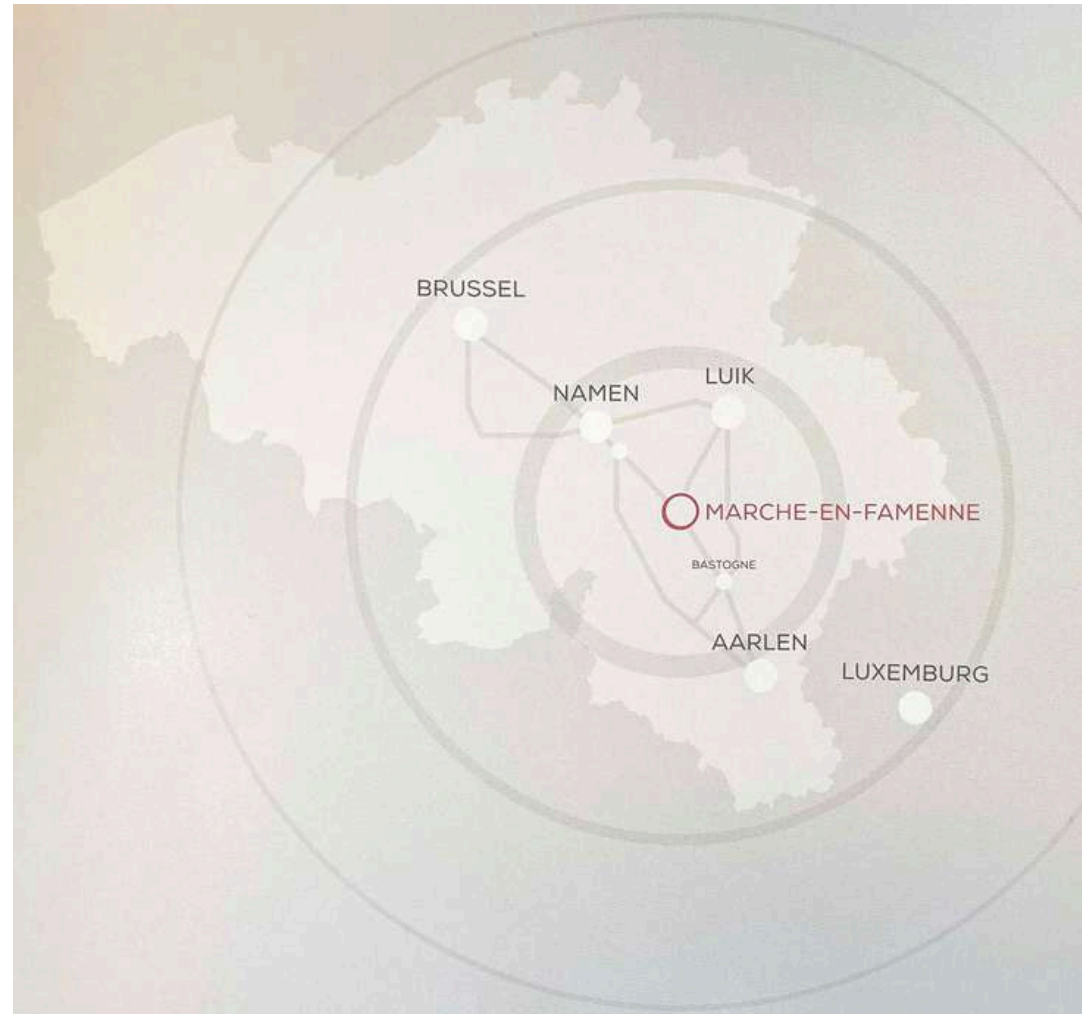 BRUSSEL
NAMEN
LUIK
MARCHE-EN-FAMENNE
BASTOGNE
AARLEN
LUXEMBURG